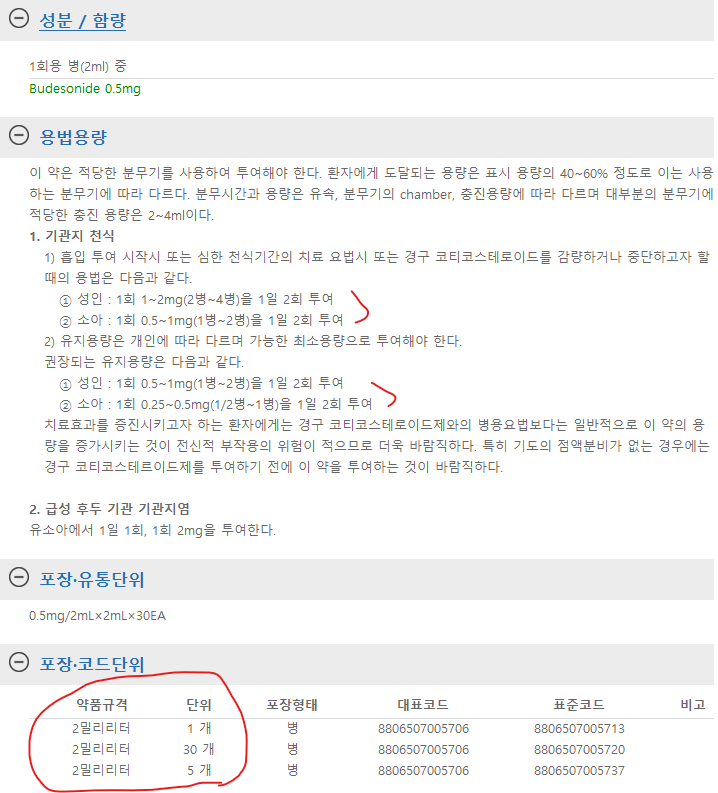 성분 / 함량
1회용 병(2ml) 중
Budesonide 0.5mg
용법용량
이 약은 적당한 분무기를 사용하여 투여해야 한다. 환자에게 도달되는 용량은 표시 용량의 40~60% 정도로 이는 사용
하는 분무기에 따라 다르다. 분무시간과 용량은 유속, 분무기의 chamber, 충진용량에 따라 다르며 대부분의 분무기에
적당한 충진 용량은 2~4ml이다.
1. 기관지 천식
1) 흡입 투여 시작시 또는 심한 천식기간의 치료 요법시 또는 경구 코티코스테로이드를 감량하거나 중단하고자 할
때의 용법은 다음과 같다.
① 성인 : 1회 1~2mg(2병~4병)을 1일 2회 투여
② 소아 : 1회 0.5~1mg(1병~2병)을 1일 2회 투여
2) 유지용량은 개인에 따라 다르며 가능한 최소용량으로 투여해야 한다.
권장되는 유지용량은 다음과 같다.
① 성인 : 1회 0.5~1mg(1병~2병)을 1일 2회 투여
② 소아 : 1회 0.25~0.5mg(1/2병~1병)을 1일 2회 투여
치료효과를 증진시키고자 하는 환자에게는 경구 코티코스테로이드제와의 병용요법보다는 일반적으로 이 약의 용
량을 증가시키는 것이 전신적 부작용의 위험이 적으므로 더욱 바람직하다. 특히 기도의 점액분비가 없는 경우에는
경구 코티코스테르이드제를 투여하기 전에 이 약을 투여하는 것이 바람직하다.
2. 급성 후두 기관 기관지염
유소아에서 1일 1회, 1회 2mg을 투여한다.
포장·유통단위
0.5mg/2mL×2mL×30EA
포장·코드단위
약품규격 단위 포장형태 대표코드 표준코드 비고
2밀리리터 1 개 병 8806507005706 8806507005713
2밀리리터 30 개 병 8806507005706 8806507005720
2밀리리터 5 개 병 8806507005706 8806507005737